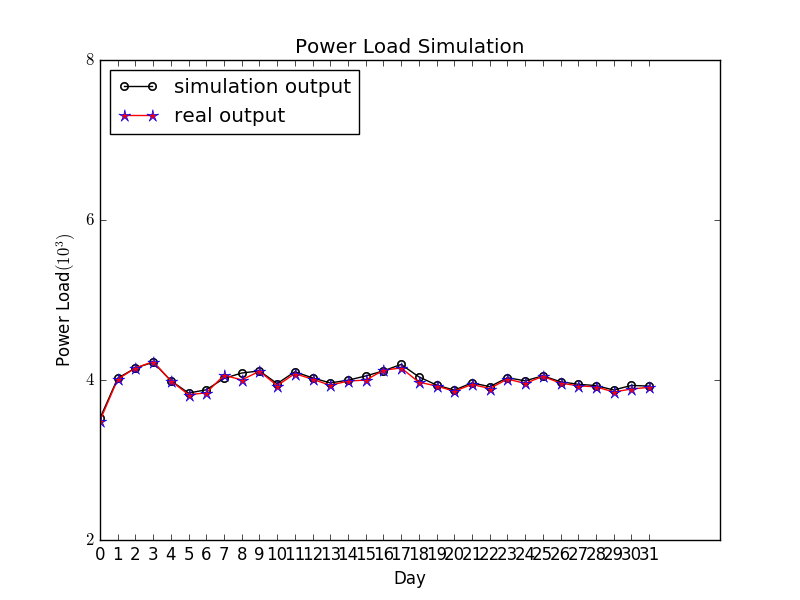 Power Load Simulation
simulation output
real output
8
6
4
2
Power Load(10³)
0 1 2 3 4 5 6 7 8 9 10 11 12 13 14 15 16 17 18 19 20 21 22 23 24 25 26 27 28 29 30 31
Day